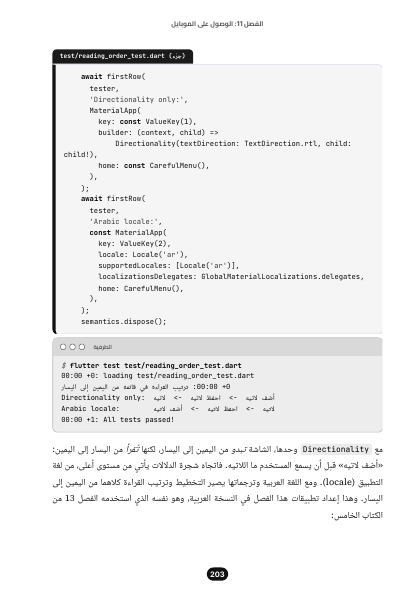 الفصل 11: الوصول على الموبايل
test/reading_order_test.dart (جزء)
await firstRow(
tester,
'Directionality only:',
MaterialApp(
key: const ValueKey(1),
builder: (context, child) =>
Directionality(textDirection: TextDirection.rtl, child:
child!),
home: const CarefulMenu(),
),
);
await firstRow(
tester,
'Arabic locale:',
const MaterialApp(
key: ValueKey(2),
locale: Locale('ar'),
supportedLocales: [Locale('ar')],
localizationsDelegates: GlobalMaterialLocalizations.delegates,
home: CarefulMenu(),
),
);
semantics.dispose();
الطرفية
$ flutter test test/reading_order_test.dart
00:00 +0: loading test/reading_order_test.dart
00:00 +0: ترتيب القراءة في قائمة من اليمين إلى اليسار
Directionality only: أضف لاتيه -> احفظ لاتيه -> لاتيه
Arabic locale: لاتيه -> احفظ لاتيه -> أضف لاتيه
00:00 +1: All tests passed!
مع Directionality وحدها، الشاشة تبدو من اليمين إلى اليسار، لكنها تُقرأ من اليسار إلى اليمين:
«أضف لاتيه» قبل أن يسمع المستخدم ما اللاتيه. فاتجاه شجرة الدلالات يأتي من مستوى أعلى، من لغة
التطبيق (locale). ومع اللغة العربية وترجماتها يصير التخطيط وترتيب القراءة كلاهما من اليمين إلى
اليسار. وهذا إعداد تطبيقات هذا الفصل في النسخة العربية، وهو نفسه الذي استخدمه الفصل 13 من
الكتاب الخامس:
203